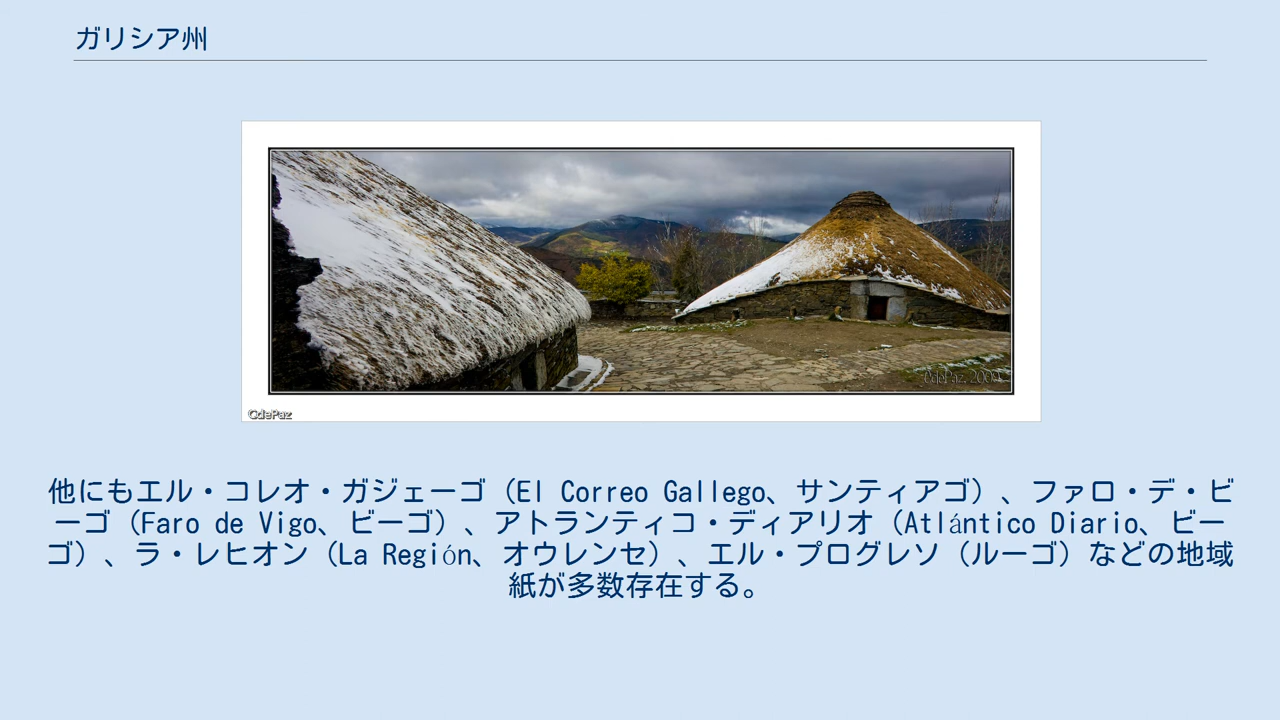 ガリシア州
CdePaz, 2009
CdePaz
他にもエル・コレオ・ガジェーゴ（El Correo Gallego、サンティアゴ）、ファロ・デ・ビ
ーゴ（Faro de Vigo、ビーゴ）、アトランティコ・ディアリオ（Atlántico Diario、ビー
ゴ）、ラ・レヒオン（La Región、オウレンセ）、エル・プログレソ（ルーゴ）などの地域
紙が多数存在する。